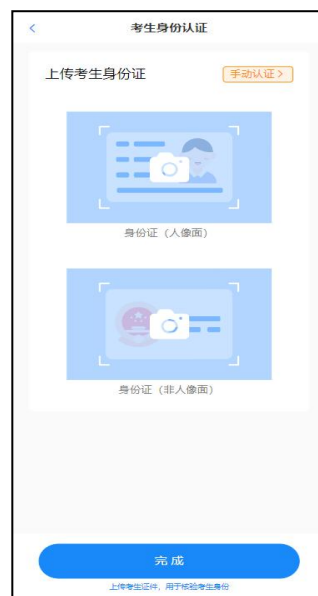 考生身份认证
上传考生身份证
手动认证>
身份证（人像面）
身份证（非人像面）
完成
上传考生证件，用于核验考生身份